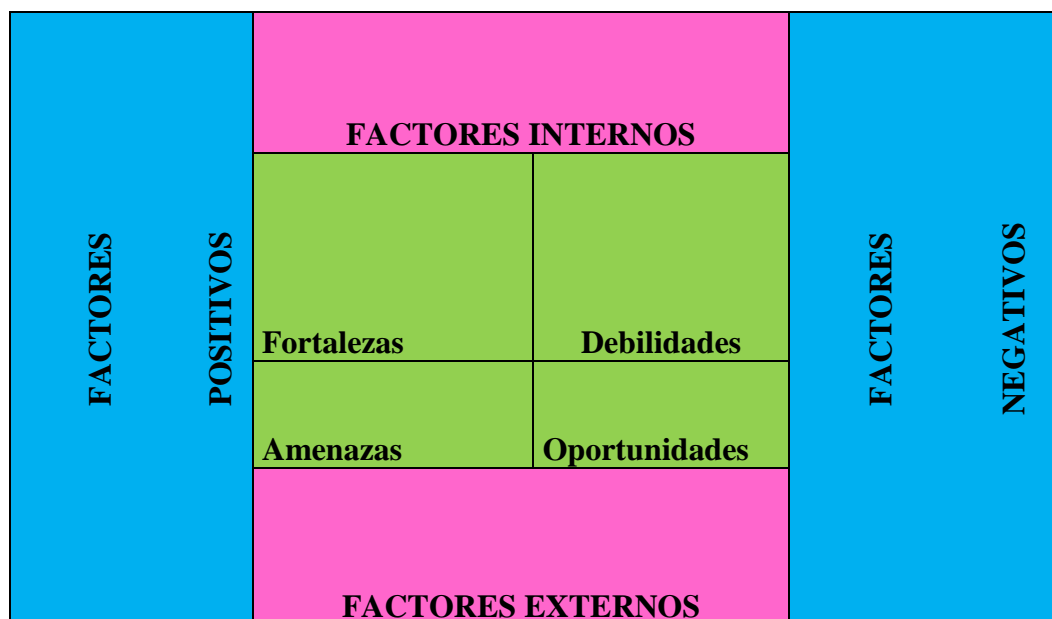 FACTORES INTERNOS
FACTORES
POSITIVOS
Fortalezas
Debilidades
FACTORES
NEGATIVOS
Amenazas
Oportunidades
FACTORES EXTERNOS